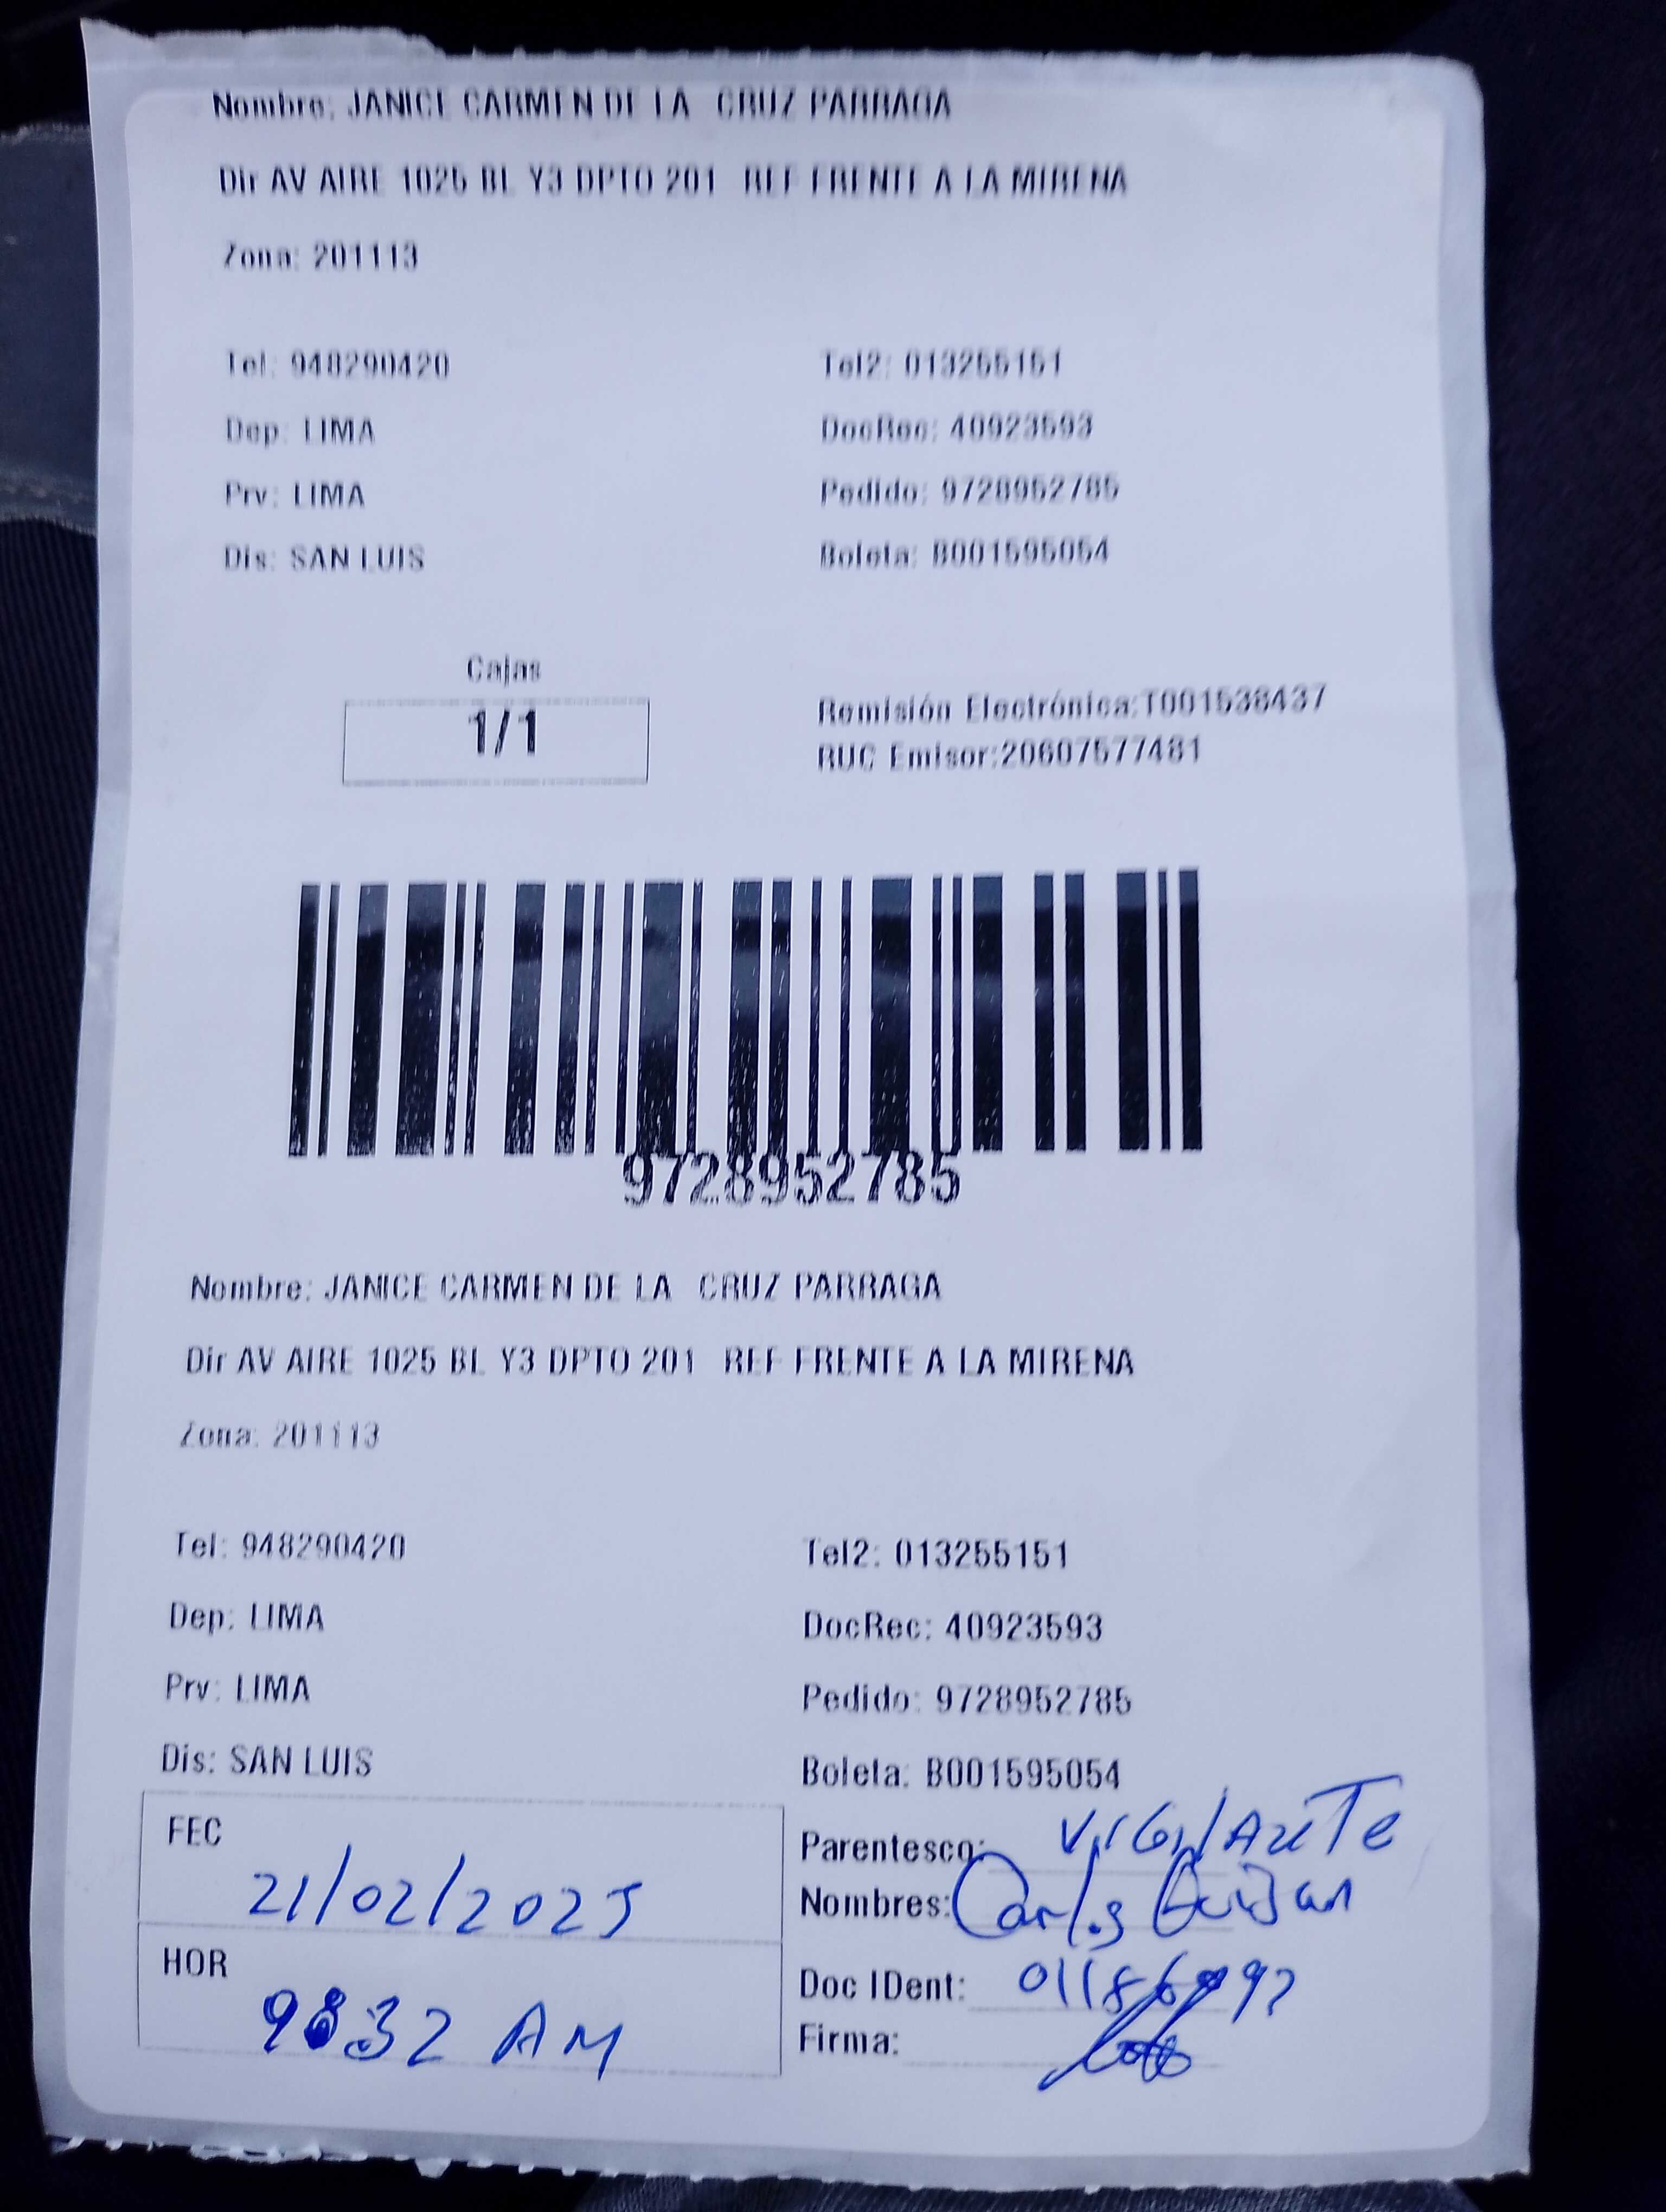 Nombre: JANICE CARMEN DE LA CRUZ PARRAGA
Dir AV AIRE 1025 BL Y3 DPTO 201 REF FRENTE A LA MIRENA
Zona: 201113
Tel: 948290420 Tel2: 013255151
Dep: LIMA DocRec: 40923593
Prv: LIMA Pedido: 9728952785
Dis: SAN LUIS Boleta: B001595054
Cajas
1/1
Remisión Electrónica:T001538437
RUC Emisor:20607577481
9728952785
Nombre: JANICE CARMEN DE LA CRUZ PARRAGA
Dir AV AIRE 1025 BL Y3 DPTO 201 REF FRENTE A LA MIRENA
Zona: 201113
Tel: 948290420 Tel2: 013255151
Dep: LIMA DocRec: 40923593
Prv: LIMA Pedido: 9728952785
Dis: SAN LUIS Boleta: B001595054
FEC
21/02/2025
HOR
9:32 AM
Parentesco: VIGILANTE
Nombres: Carlos
Doc IDent:
Firma: